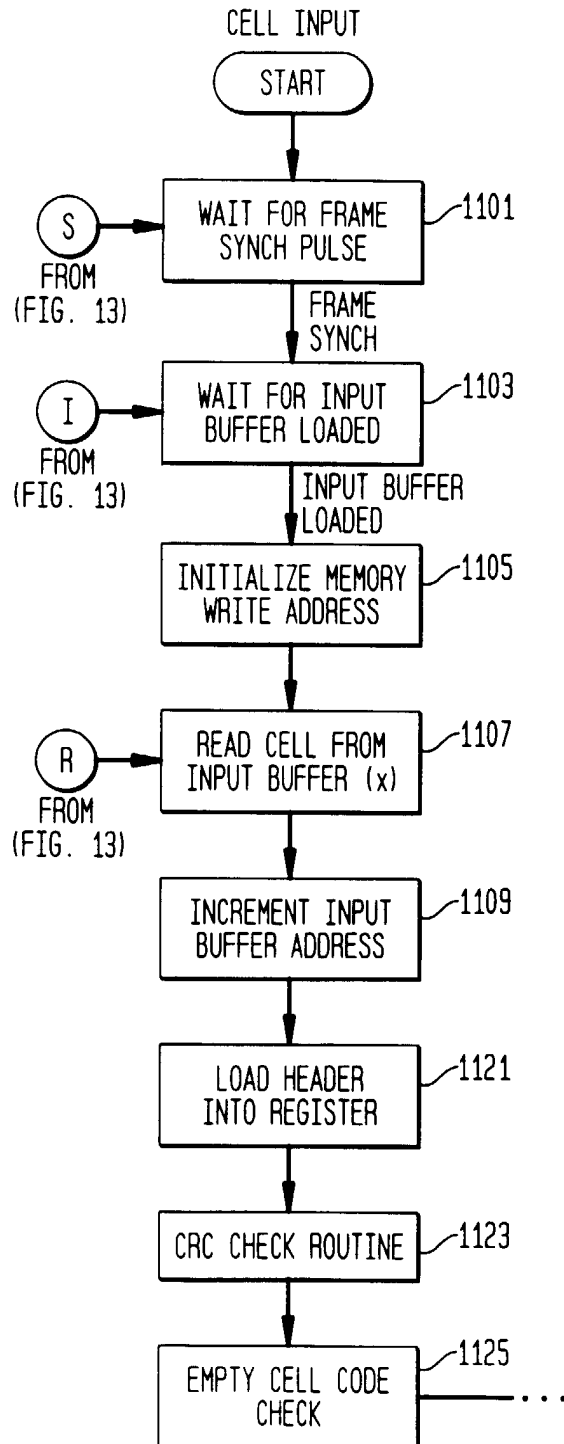 CELL INPUT
START
WAIT FOR FRAME
SYNCH PULSE
1101
S
FROM
(FIG. 13)
FRAME
SYNCH
WAIT FOR INPUT
BUFFER LOADED
1103
I
FROM
(FIG. 13)
INPUT BUFFER
LOADED
INITIALIZE MEMORY
WRITE ADDRESS
1105
READ CELL FROM
INPUT BUFFER (x)
1107
R
FROM
(FIG. 13)
INCREMENT INPUT
BUFFER ADDRESS
1109
LOAD HEADER
INTO REGISTER
1121
CRC CHECK ROUTINE
1123
EMPTY CELL CODE
CHECK
1125
...